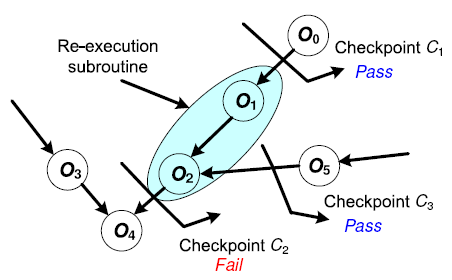 O0
Re-execution
subroutine
Checkpoint C1
Pass
O1
O3
O2
O5
O4
Checkpoint C3
Pass
Checkpoint C2
Fail